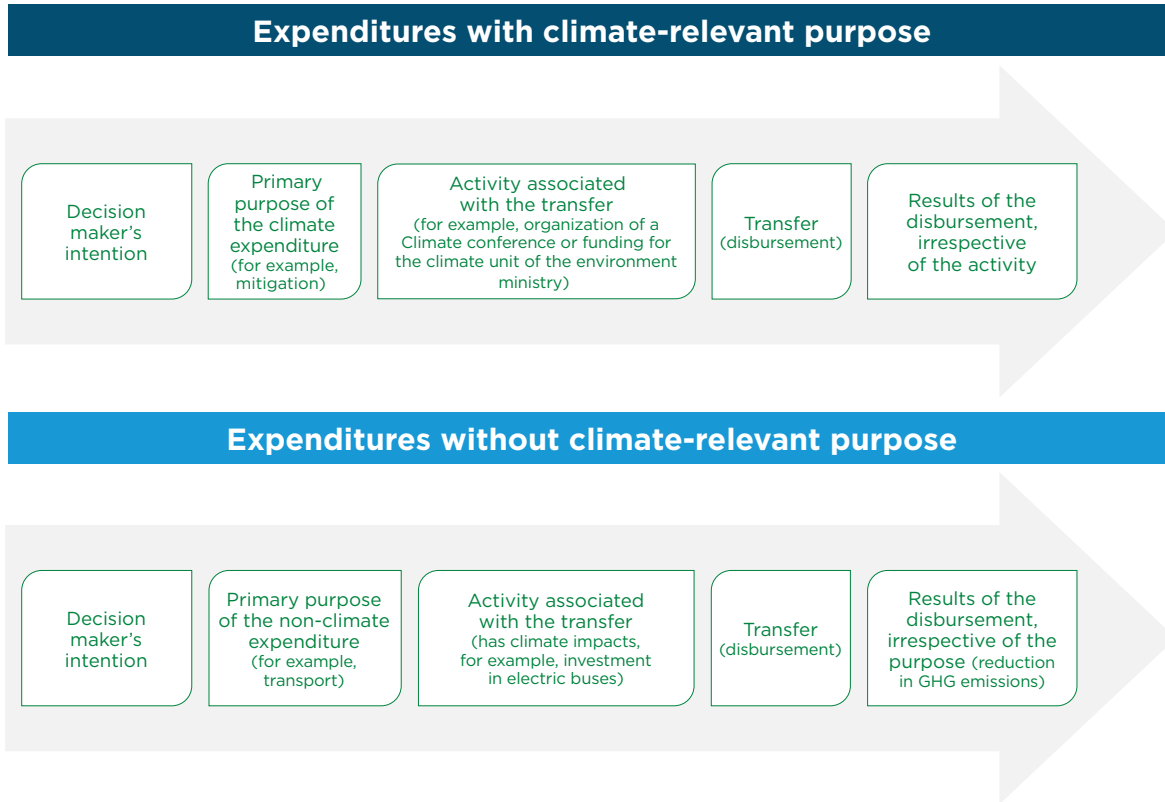 Expenditures with climate-relevant purpose
Decision
maker's
intention
Primary
purpose of
the climate
expenditure
(for example,
mitigation)
Activity associated
with the transfer
(for example, organization of a
Climate conference or funding for
the climate unit of the environment
ministry)
Transfer
(disbursement)
Results of the
disbursement,
irrespective
of the activity
Expenditures without climate-relevant purpose
Decision
maker's
intention
Primary purpose
of the non-climate
expenditure
(for example,
transport)
Activity associated
with the transfer
(has climate impacts,
for example, investment
in electric buses)
Transfer
(disbursement)
Results of the
disbursement,
irrespective of the
purpose (reduction
in GHG emissions)